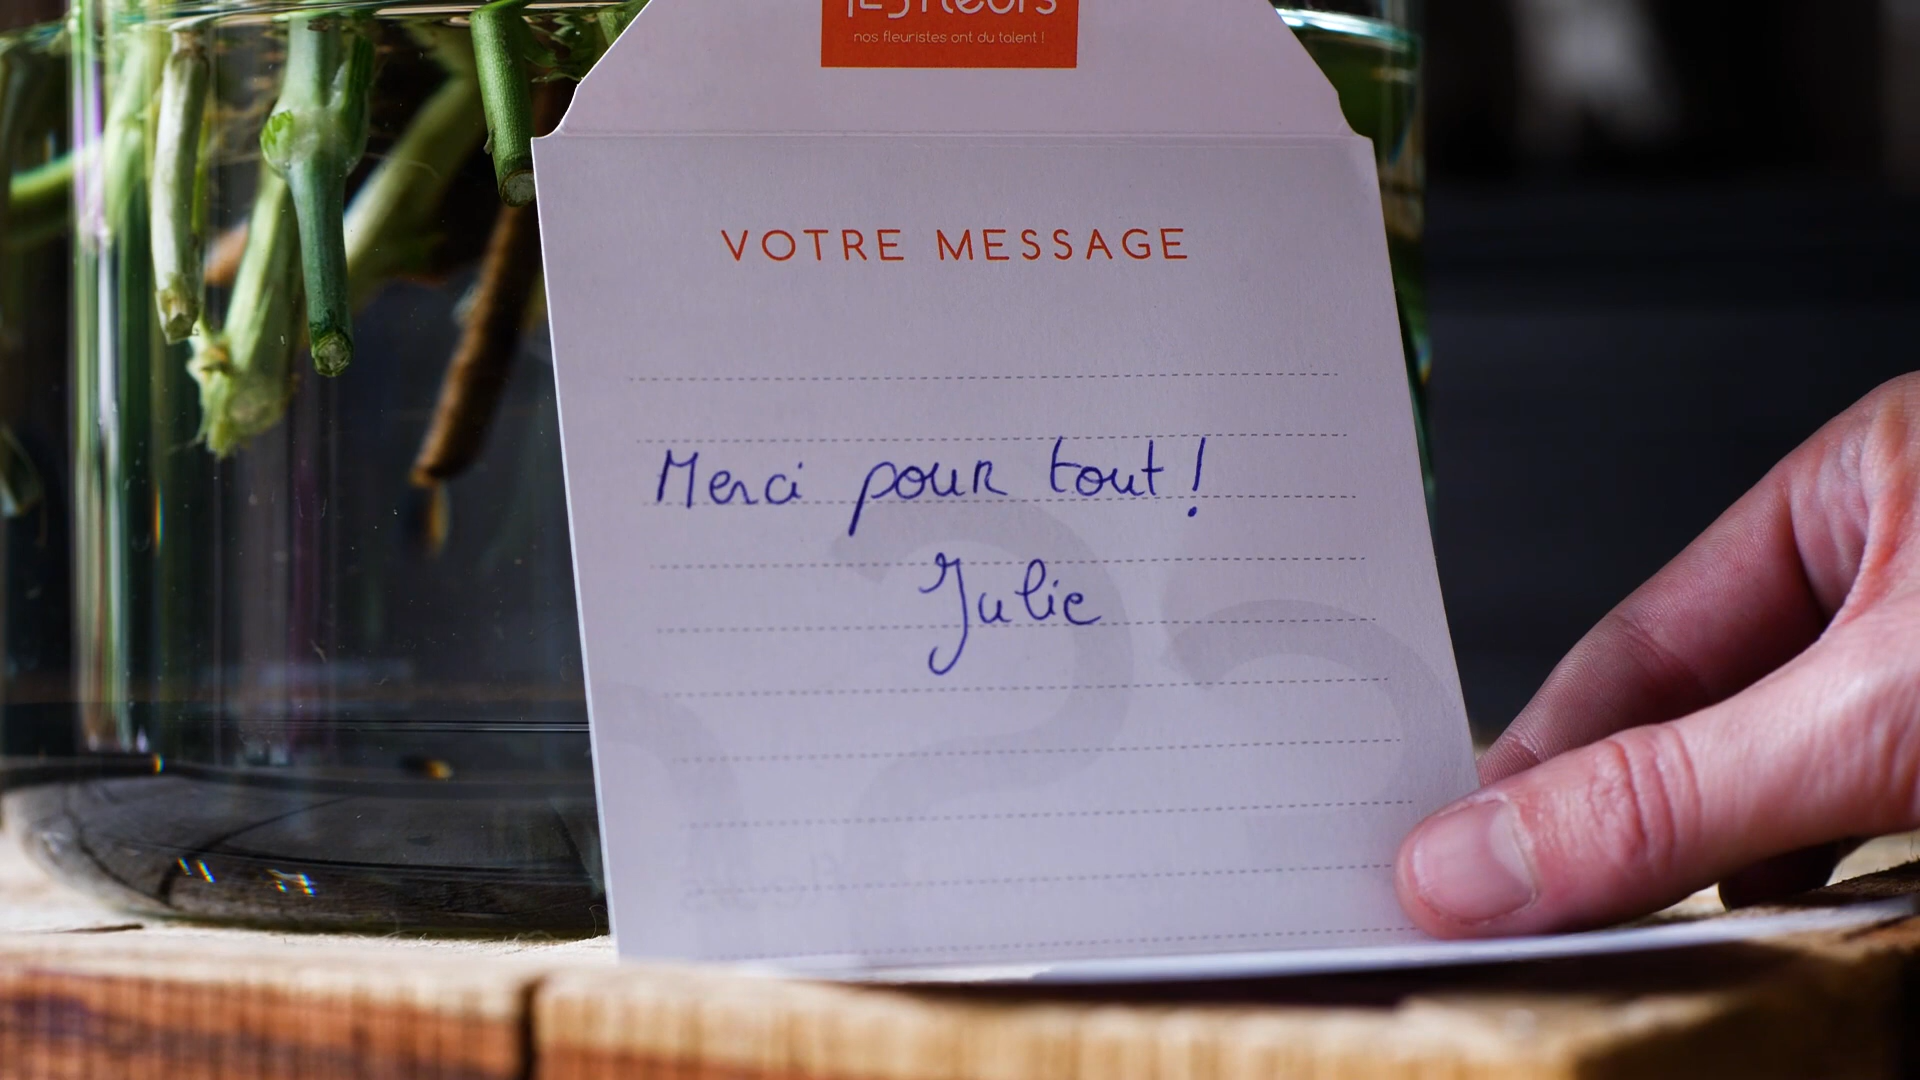 nos fleuristes ont du talent !
VOTRE MESSAGE
Merci pour tout !
Julie